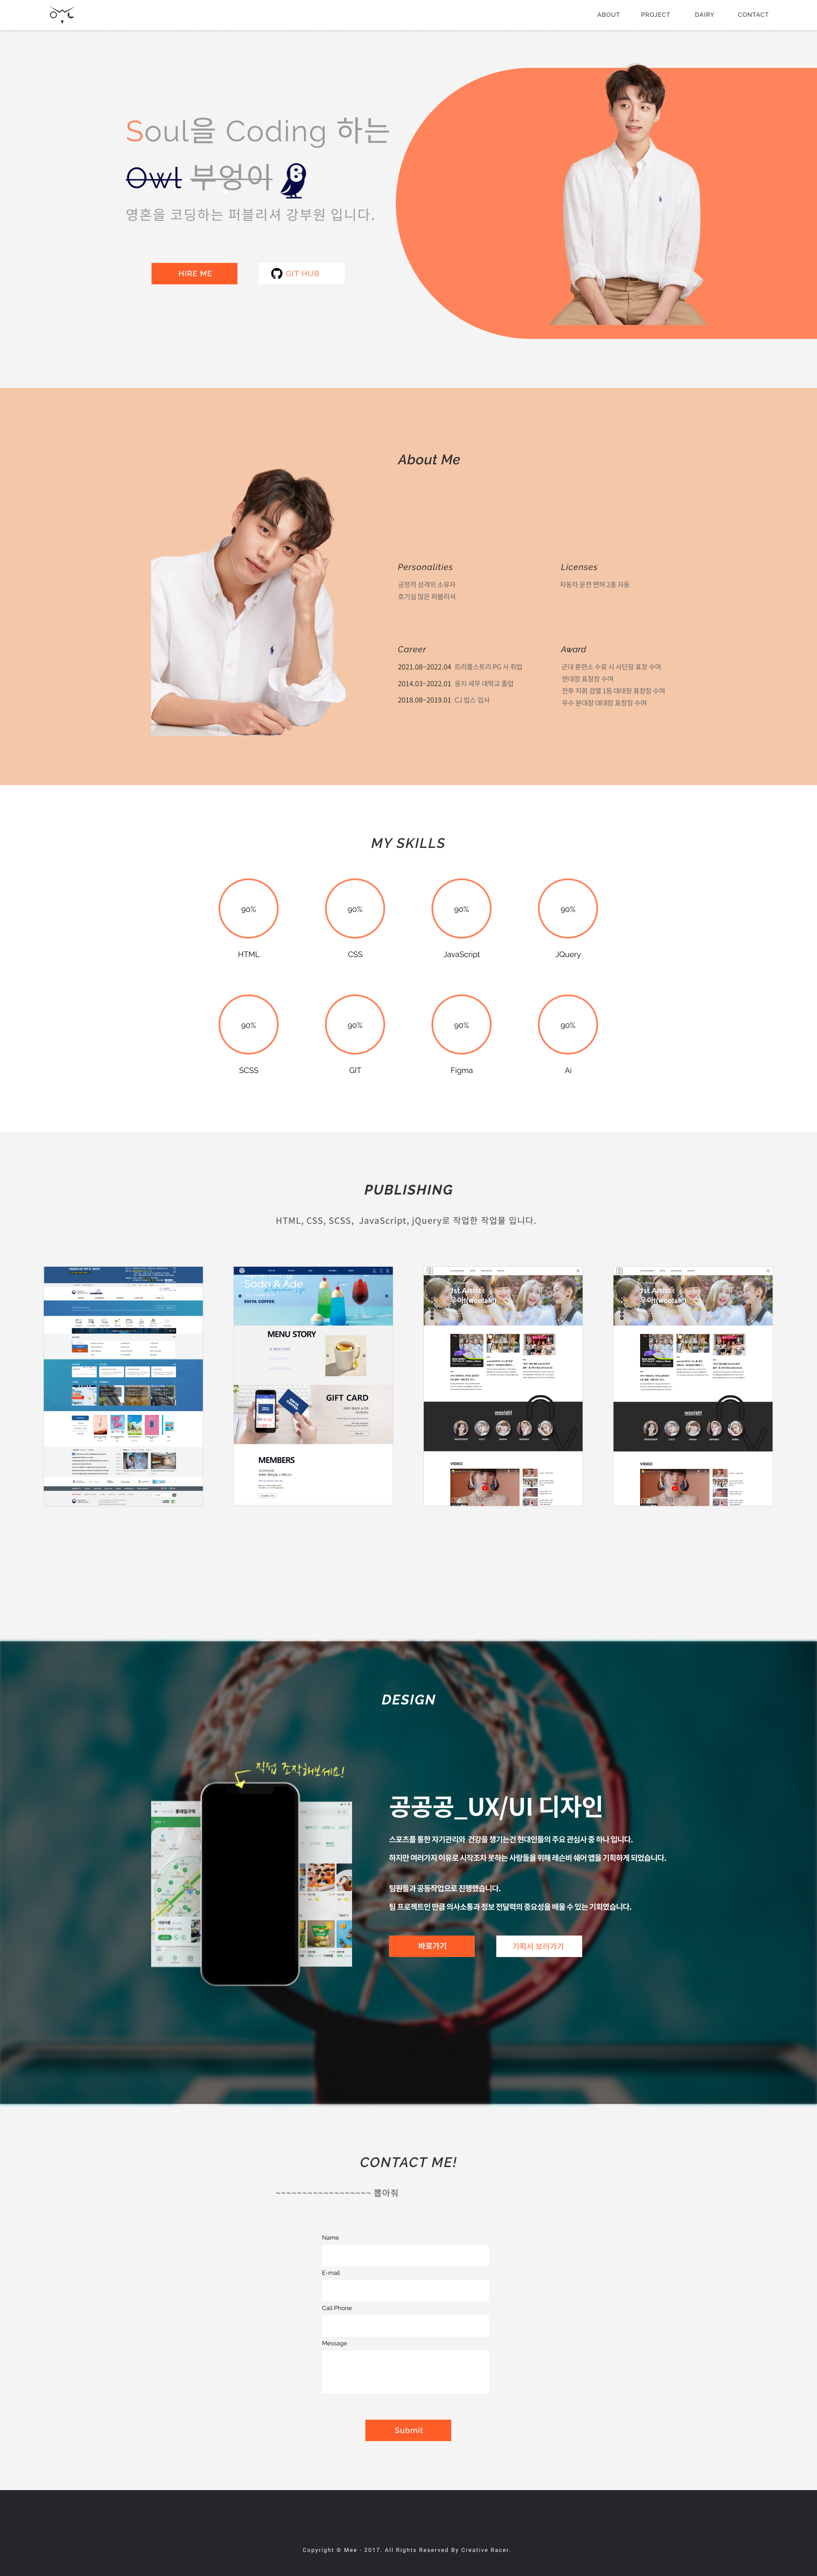 ABOUT
PROJECT
DAIRY
CONTACT
Soul을 Coding 하는
Owl 부엉이
영혼을 코딩하는 퍼블리셔 강부원 입니다.
HIRE ME
GIT HUB
About Me
Personalities
긍정적 성격의 소유자
호기심 많은 퍼블리셔
Licenses
자동차 운전 면허 2종 자동
Career
2021.08~2022.04 트리플스토리 PG 사 취업
2014.03~2022.01 웅지 세무 대학교 졸업
2018.08~2019.01 CJ 빕스 입사
Award
군대 훈련소 수료 시 사단장 표장 수여
연대장 표창장 수여
전투 지휘 검열 1등 대대장 표창장 수여
우수 분대장 대대장 표창장 수여
MY SKILLS
90%
90%
90%
90%
HTML
CSS
JavaScript
JQuery
90%
90%
90%
90%
SCSS
GIT
Figma
Ai
PUBLISHING
HTML, CSS, SCSS, JavaScript, jQuery로 작업한 작업물 입니다.
Soda & Ade
EDIYA COFFEE
MENU STORY
GIFT CARD
MEMBERS
1st Artist :
우아!(woo!ah!)
woo!ah!
VIDEO
1st Artist :
우아!(woo!ah!)
woo!ah!
VIDEO
DESIGN
직접 조작해보세요!
홍대입구역
공공공_UX/UI 디자인
스포츠를 통한 자기관리와 건강을 챙기는건 현대인들의 주요 관심사 중 하나 입니다.
하지만 여러가지 이유로 시작조차 못하는 사람들을 위해 레슨비 쉐어 앱을 기획하게 되었습니다.
팀원들과 공동작업으로 진행했습니다.
팀 프로젝트인 만큼 의사소통과 정보 전달력의 중요성을 배울 수 있는 기회였습니다.
바로가기
기획서 보러가기
CONTACT ME!
~~~~~~~~~~~~~~~~~~ 뽑아줘
Name
E-mail
Call Phone
Message
Submit
Copyright © Mee - 2017. All Rights Reserved By Creative Racer.